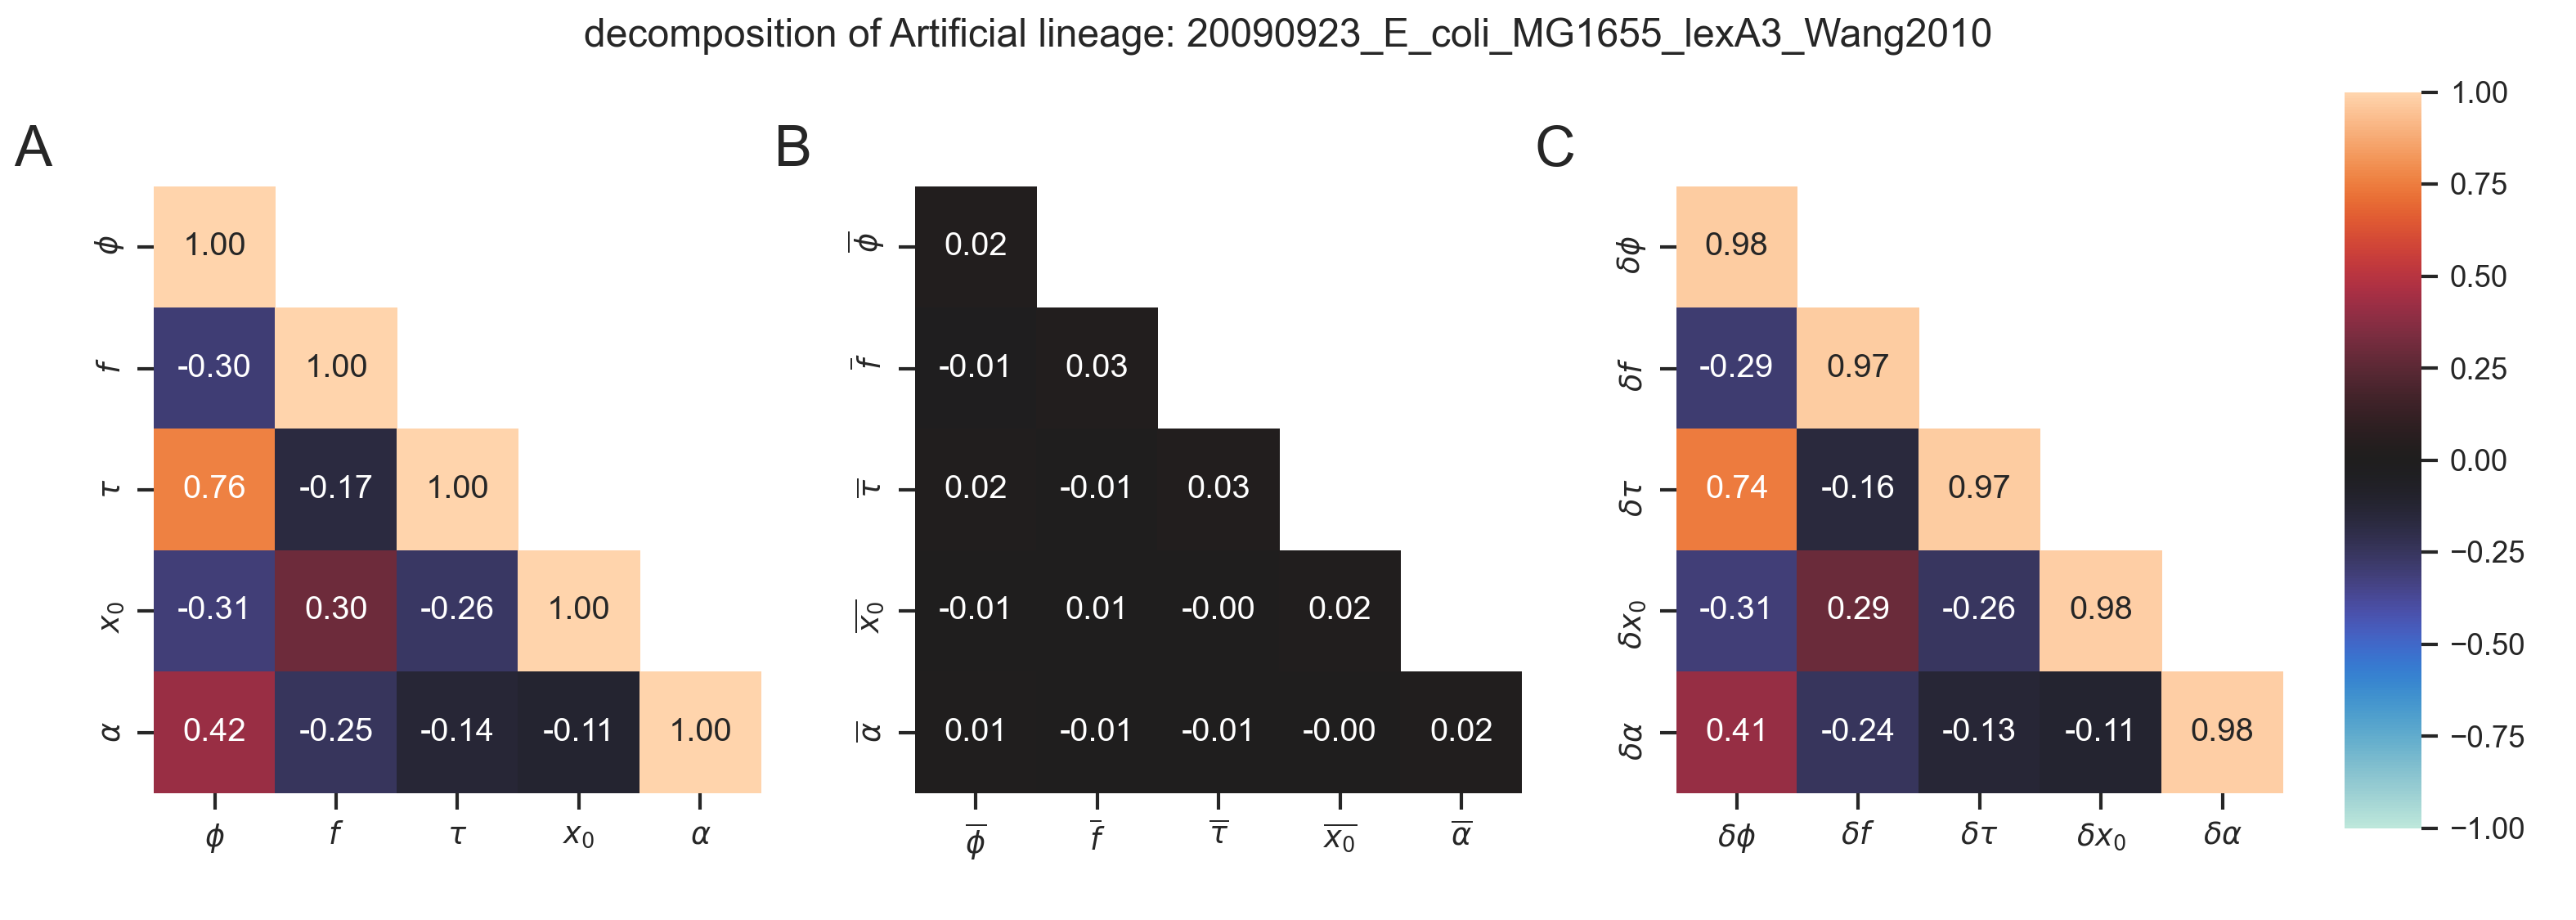 decomposition of Artificial lineage: 20090923_E_coli_MG1655_lexA3_Wang2010
A
ϕ 1.00
f -0.30 1.00
τ 0.76 -0.17 1.00
x₀ -0.31 0.30 -0.26 1.00
α 0.42 -0.25 -0.14 -0.11 1.00
ϕ f τ x₀ α
B
ϕ̅ 0.02
f̅ -0.01 0.03
τ̅ 0.02 -0.01 0.03
x̅₀̅ -0.01 0.01 -0.00 0.02
α̅ 0.01 -0.01 -0.01 -0.00 0.02
ϕ̅ f̅ τ̅ x̅₀̅ α̅
C
δϕ 0.98
δf -0.29 0.97
δτ 0.74 -0.16 0.97
δx₀ -0.31 0.29 -0.26 0.98
δα 0.41 -0.24 -0.13 -0.11 0.98
δϕ δf δτ δx₀ δα
1.00
0.75
0.50
0.25
0.00
−0.25
−0.50
−0.75
−1.00